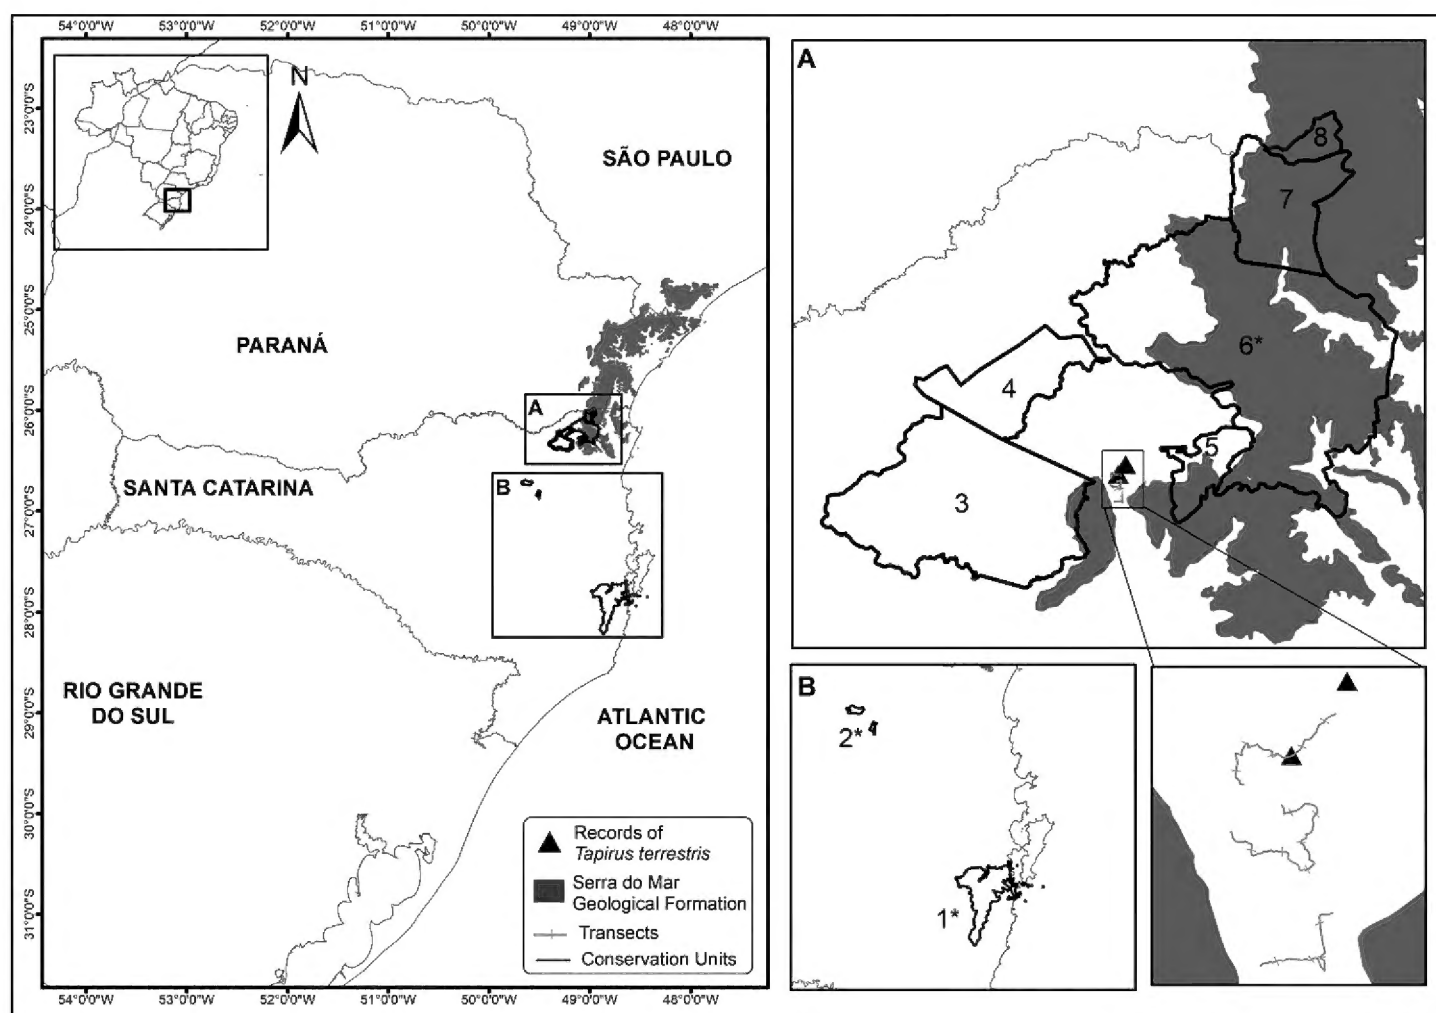 54°0'0"W 53°0'0"W 52°0'0"W 51°0'0"W 50°0'0"W 49°0'0"W 48°0'0"W
23°0'0"S
24°0'0"S
25°0'0"S
26°0'0"S
27°0'0"S
28°0'0"S
29°0'0"S
30°0'0"S
31°0'0"S
N
SÃO PAULO
PARANÁ
A
SANTA CATARINA
B
RIO GRANDE
DO SUL
ATLANTIC
OCEAN
Records of
Tapirus terrestris
Serra do Mar
Geological Formation
Transects
Conservation Units
54°0'0"W 53°0'0"W 52°0'0"W 51°0'0"W 50°0'0"W 49°0'0"W 48°0'0"W
A
8
7
6*
4
5
3
B
2*
1*